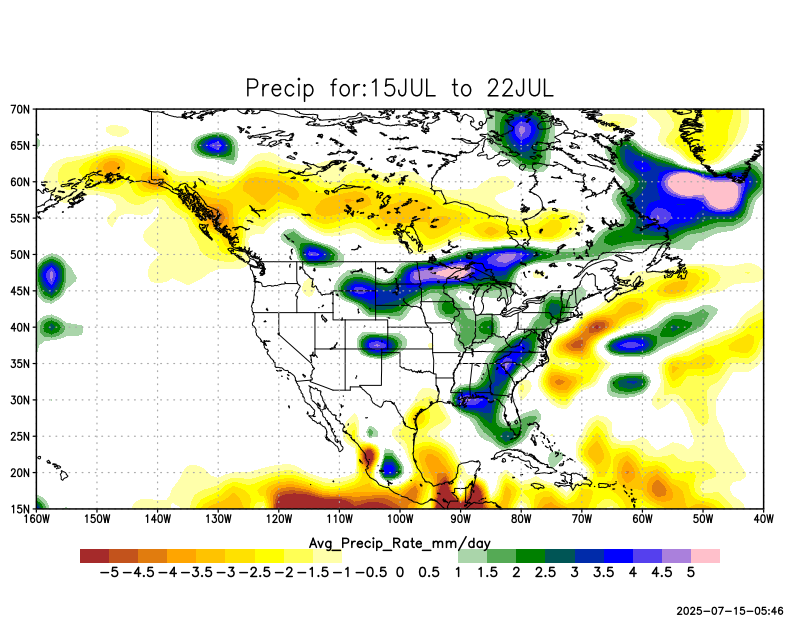 Precip for:15JUL to 22JUL
70N
65N
60N
55N
50N
45N
40N
35N
30N
25N
20N
15N
160W 150W 140W 130W 120W 110W 100W 90W 80W 70W 60W 50W 40W
Avg_Precip_Rate_mm/day
-5 -4.5 -4 -3.5 -3 -2.5 -2 -1.5 -1 -0.5 0 0.5 1 1.5 2 2.5 3 3.5 4 4.5 5
2025-07-15-05:46